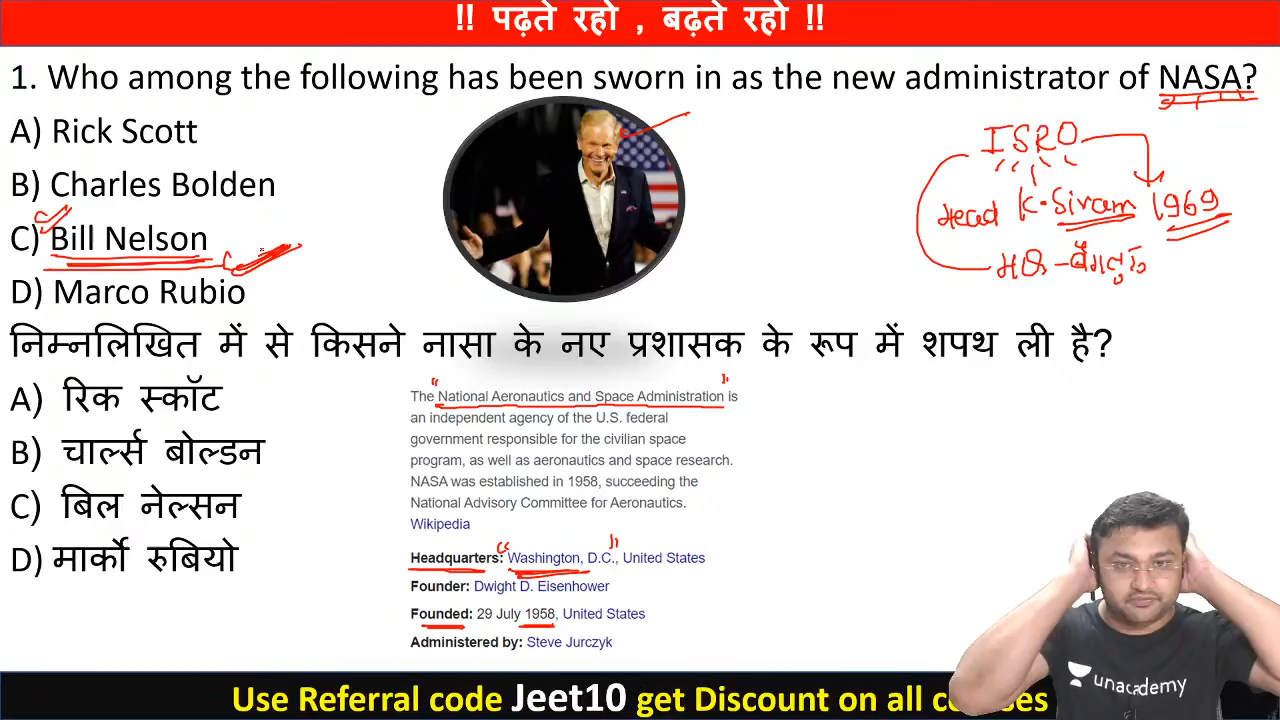 !! पढ़ते रहो , बढ़ते रहो !!
1. Who among the following has been sworn in as the new administrator of NASA?
A) Rick Scott
B) Charles Bolden
C) Bill Nelson
D) Marco Rubio
ISRO
Head K. Sivam 1969
निम्नलिखित में से किसने नासा के नए प्रशासक के रूप में शपथ ली है?
A) रिक स्कॉट
B) चार्ल्स बोल्डन
C) बिल नेल्सन
D) मार्को रुबियो
The "National Aeronautics and Space Administration" is
an independent agency of the U.S. federal
government responsible for the civilian space
program, as well as aeronautics and space research.
NASA was established in 1958, succeeding the
National Advisory Committee for Aeronautics.
Wikipedia
Headquarters: "Washington, D.C.", United States
Founder: Dwight D. Eisenhower
Founded: 29 July 1958, United States
Administered by: Steve Jurczyk
unacademy
Use Referral code Jeet10 get Discount on all courses